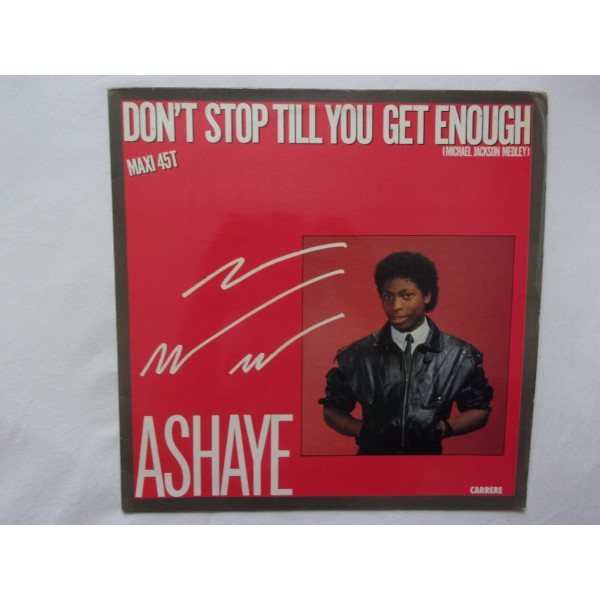 DON'T STOP TILL YOU GET ENOUGH
(MICHAEL JACKSON MEDLEY)
MAXI 45T
ASHAYE
CARRERE